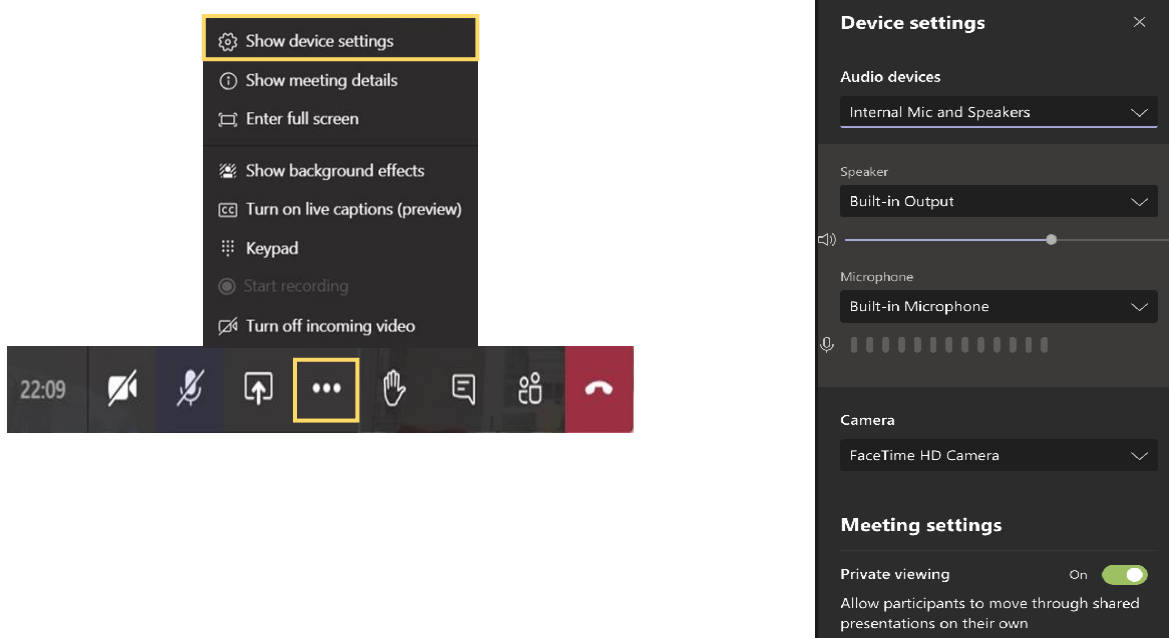 Show device settings
Show meeting details
Enter full screen
Show background effects
CC Turn on live captions (preview)
Keypad
Start recording
Turn off incoming video
22:09
Device settings
Audio devices
Internal Mic and Speakers
Speaker
Built-in Output
Microphone
Built-in Microphone
Camera
FaceTime HD Camera
Meeting settings
Private viewing On
Allow participants to move through shared
presentations on their own